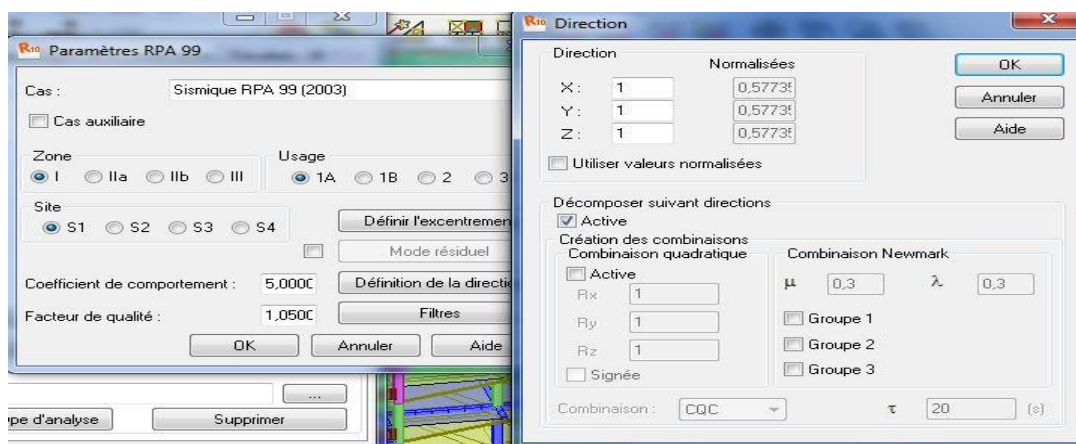 Paramètres RPA 99
Cas :
Sismique RPA 99 (2003)
Cas auxiliaire
Zone
Usage
I IIa IIb III
1A 1B 2 3
Site
S1 S2 S3 S4
Définir l'excentremen
Mode résiduel
Coefficient de comportement :
5,000
Définition de la directi
Facteur de qualité :
1,050
Filtres
OK Annuler Aide
...
pe d'analyse
Supprimer
Direction
Direction
Normalisées
X : 1 0,5773
Y : 1 0,5773
Z : 1 0,5773
Utiliser valeurs normalisées
OK
Annuler
Aide
Décomposer suivant directions
Active
Création des combinaisons
Combinaison quadratique
Active
Rx 1
Ry 1
Rz 1
Signée
Combinaison Newmark
μ 0,3 λ 0,3
Groupe 1
Groupe 2
Groupe 3
Combinaison : CQC
τ 20 (s)